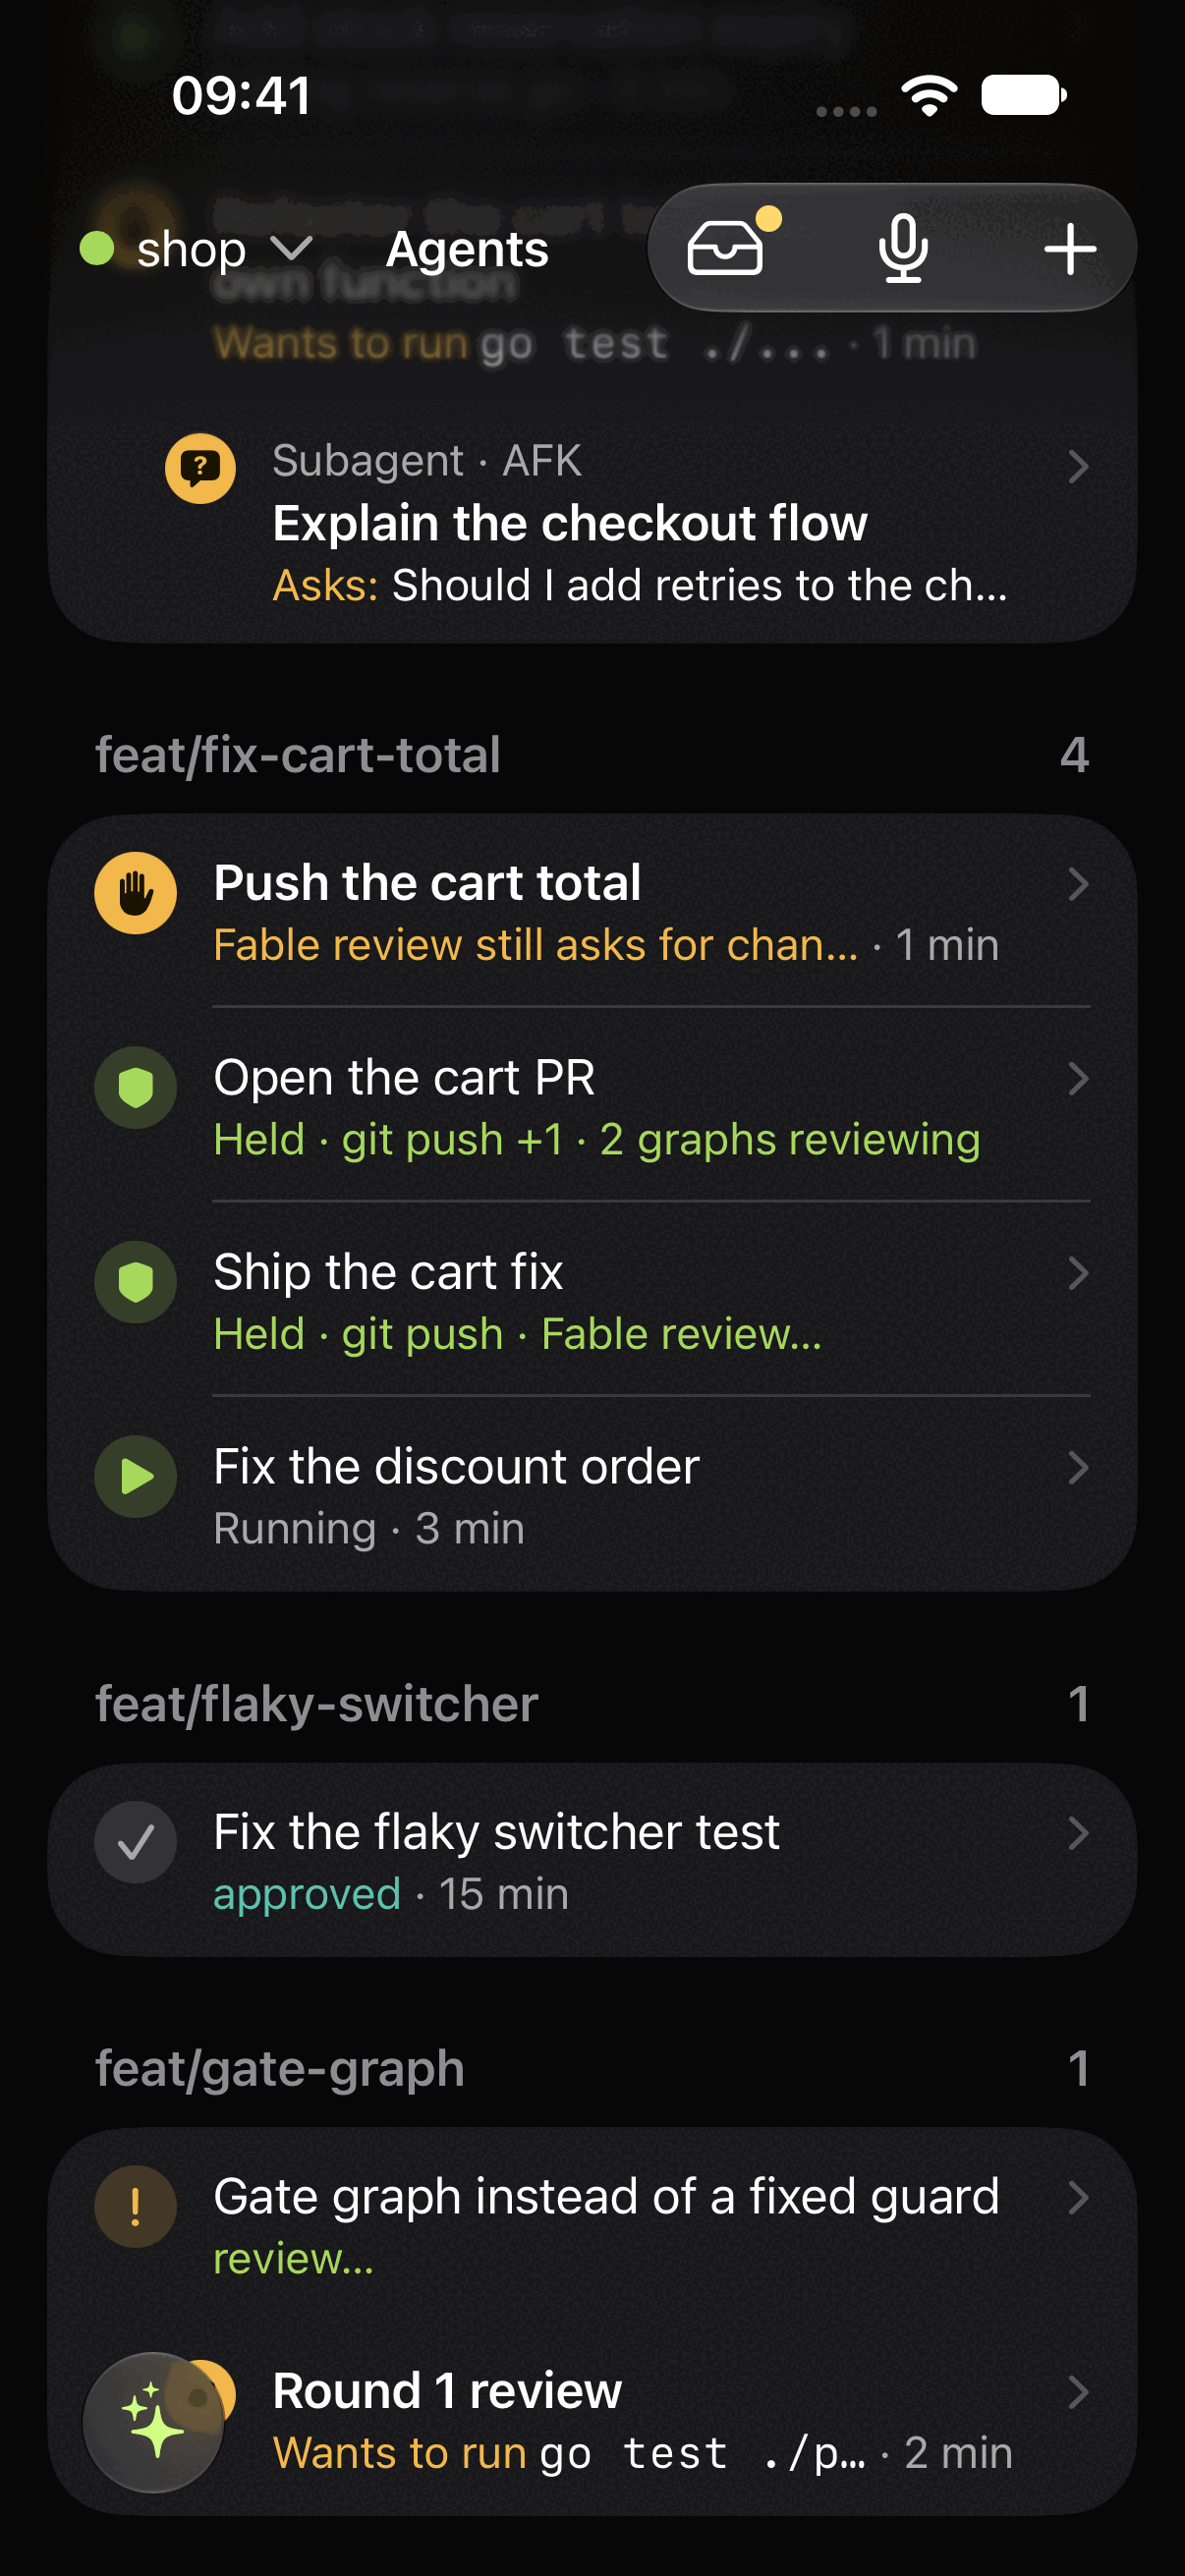 09:41
shop
Agents
own function
Wants to run go test ./... · 1 min
Subagent · AFK
Explain the checkout flow
Asks: Should I add retries to the ch...
feat/fix-cart-total
4
Push the cart total
Fable review still asks for chan... · 1 min
Open the cart PR
Held · git push +1 · 2 graphs reviewing
Ship the cart fix
Held · git push · Fable review...
Fix the discount order
Running · 3 min
feat/flaky-switcher
1
Fix the flaky switcher test
approved · 15 min
feat/gate-graph
1
Gate graph instead of a fixed guard
review...
Round 1 review
Wants to run go test ./p... · 2 min